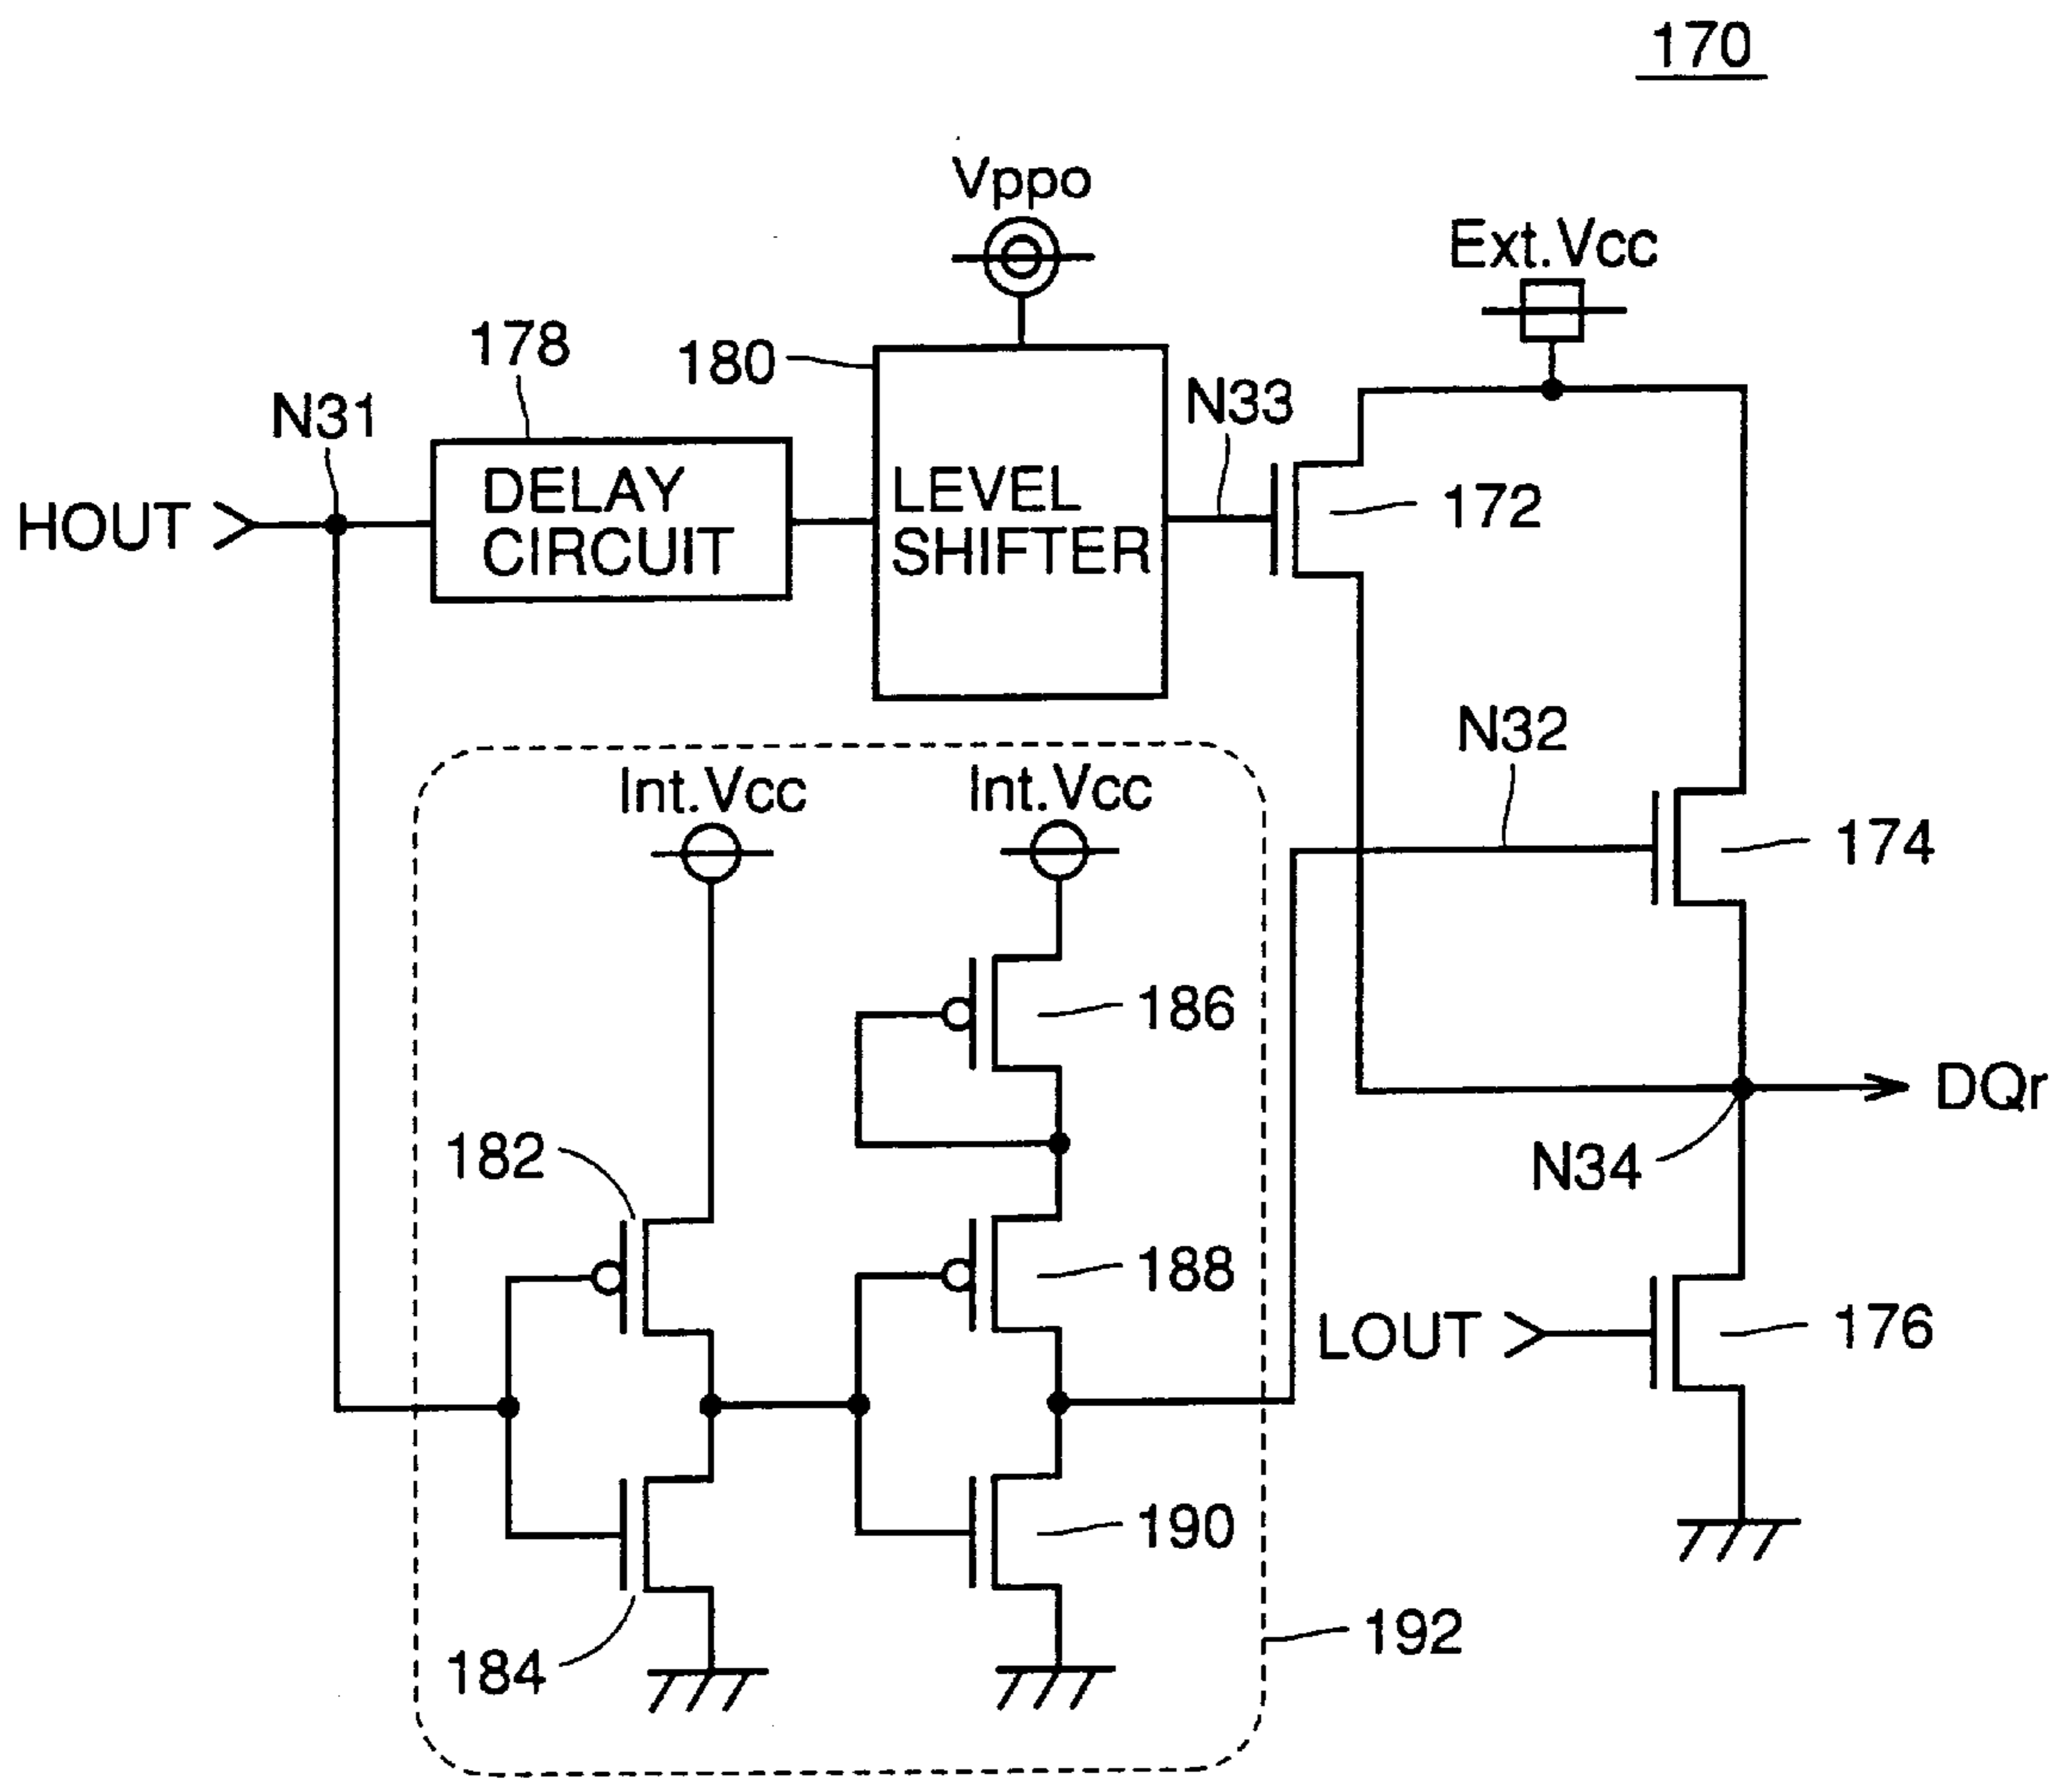 170
Vppo
Ext.Vcc
178
180
N31
N33
HOUT
DELAY
CIRCUIT
LEVEL
SHIFTER
172
N32
Int.Vcc
Int.Vcc
174
186
DQr
182
N34
188
LOUT
176
190
192
184